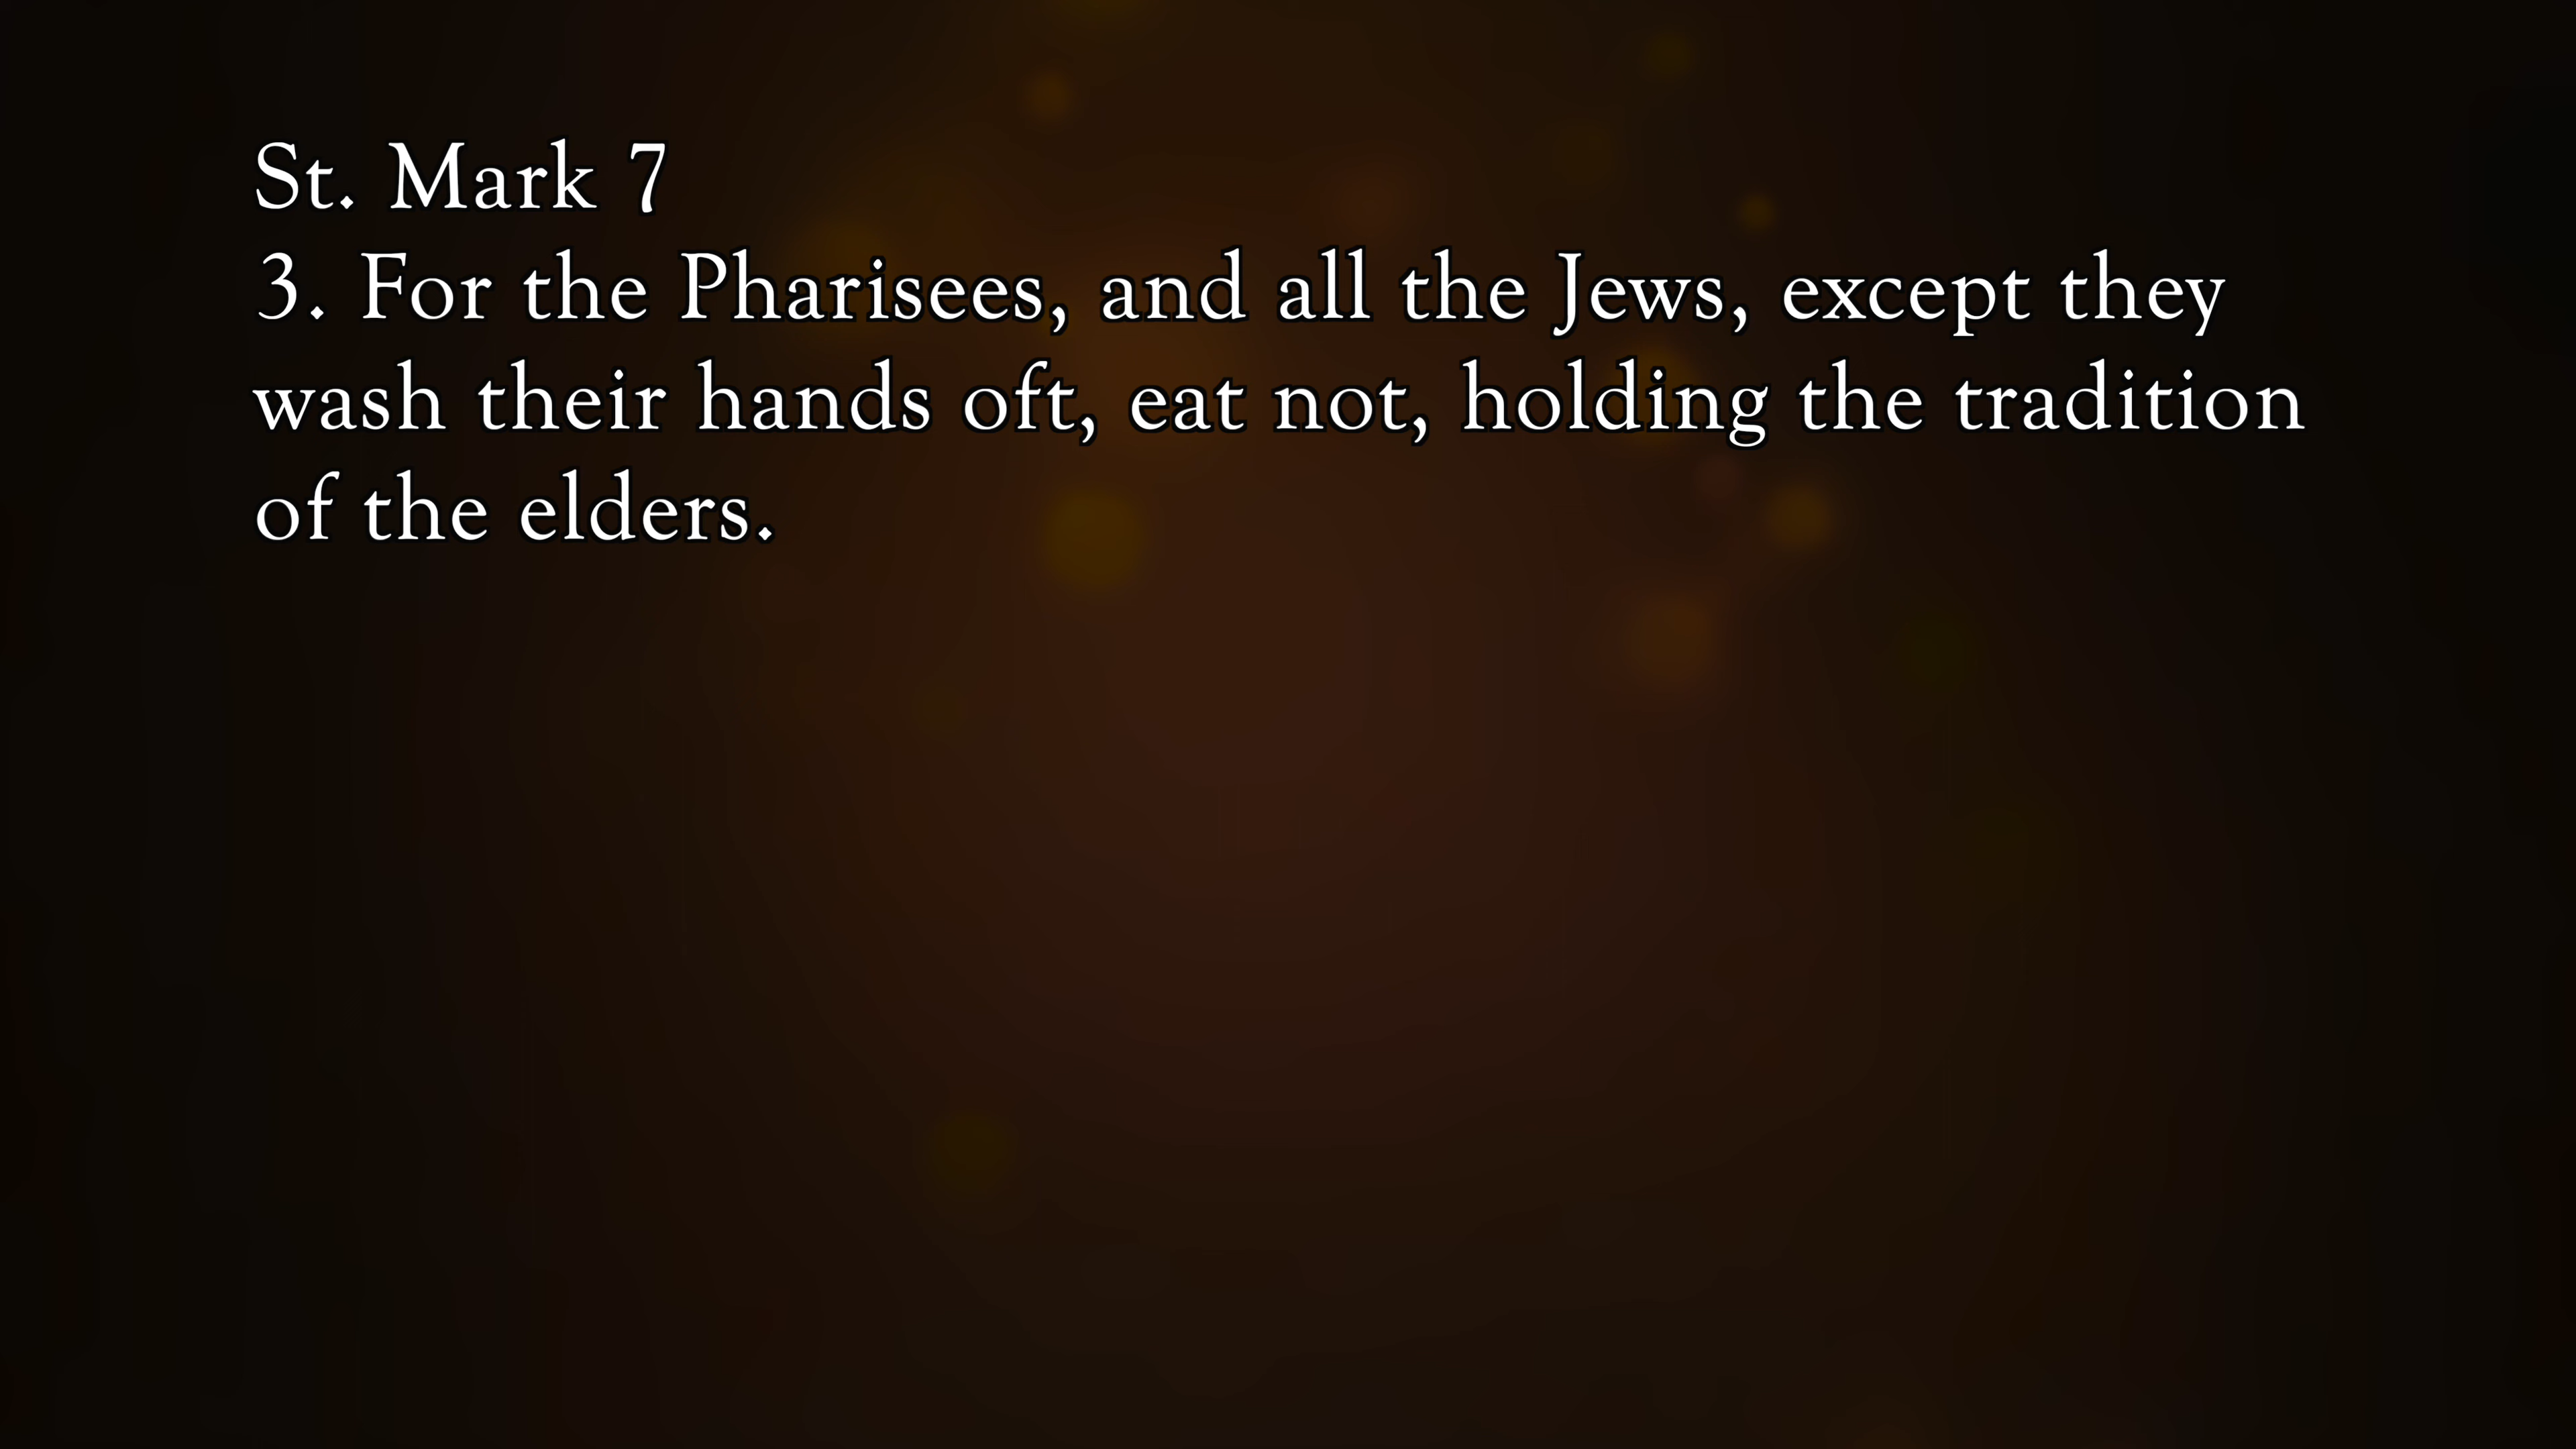 St. Mark 7
3. For the Pharisees, and all the Jews, except they
wash their hands oft, eat not, holding the tradition
of the elders.